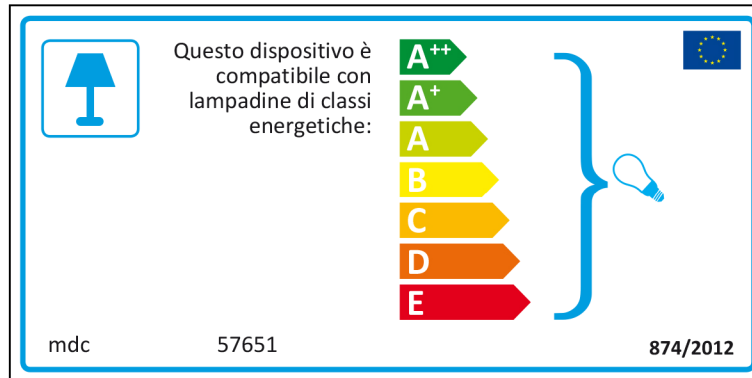 Questo dispositivo è
compatibile con
lampadine di classi
energetiche:
A++
A+
A
B
C
D
E
mdc 57651 874/2012